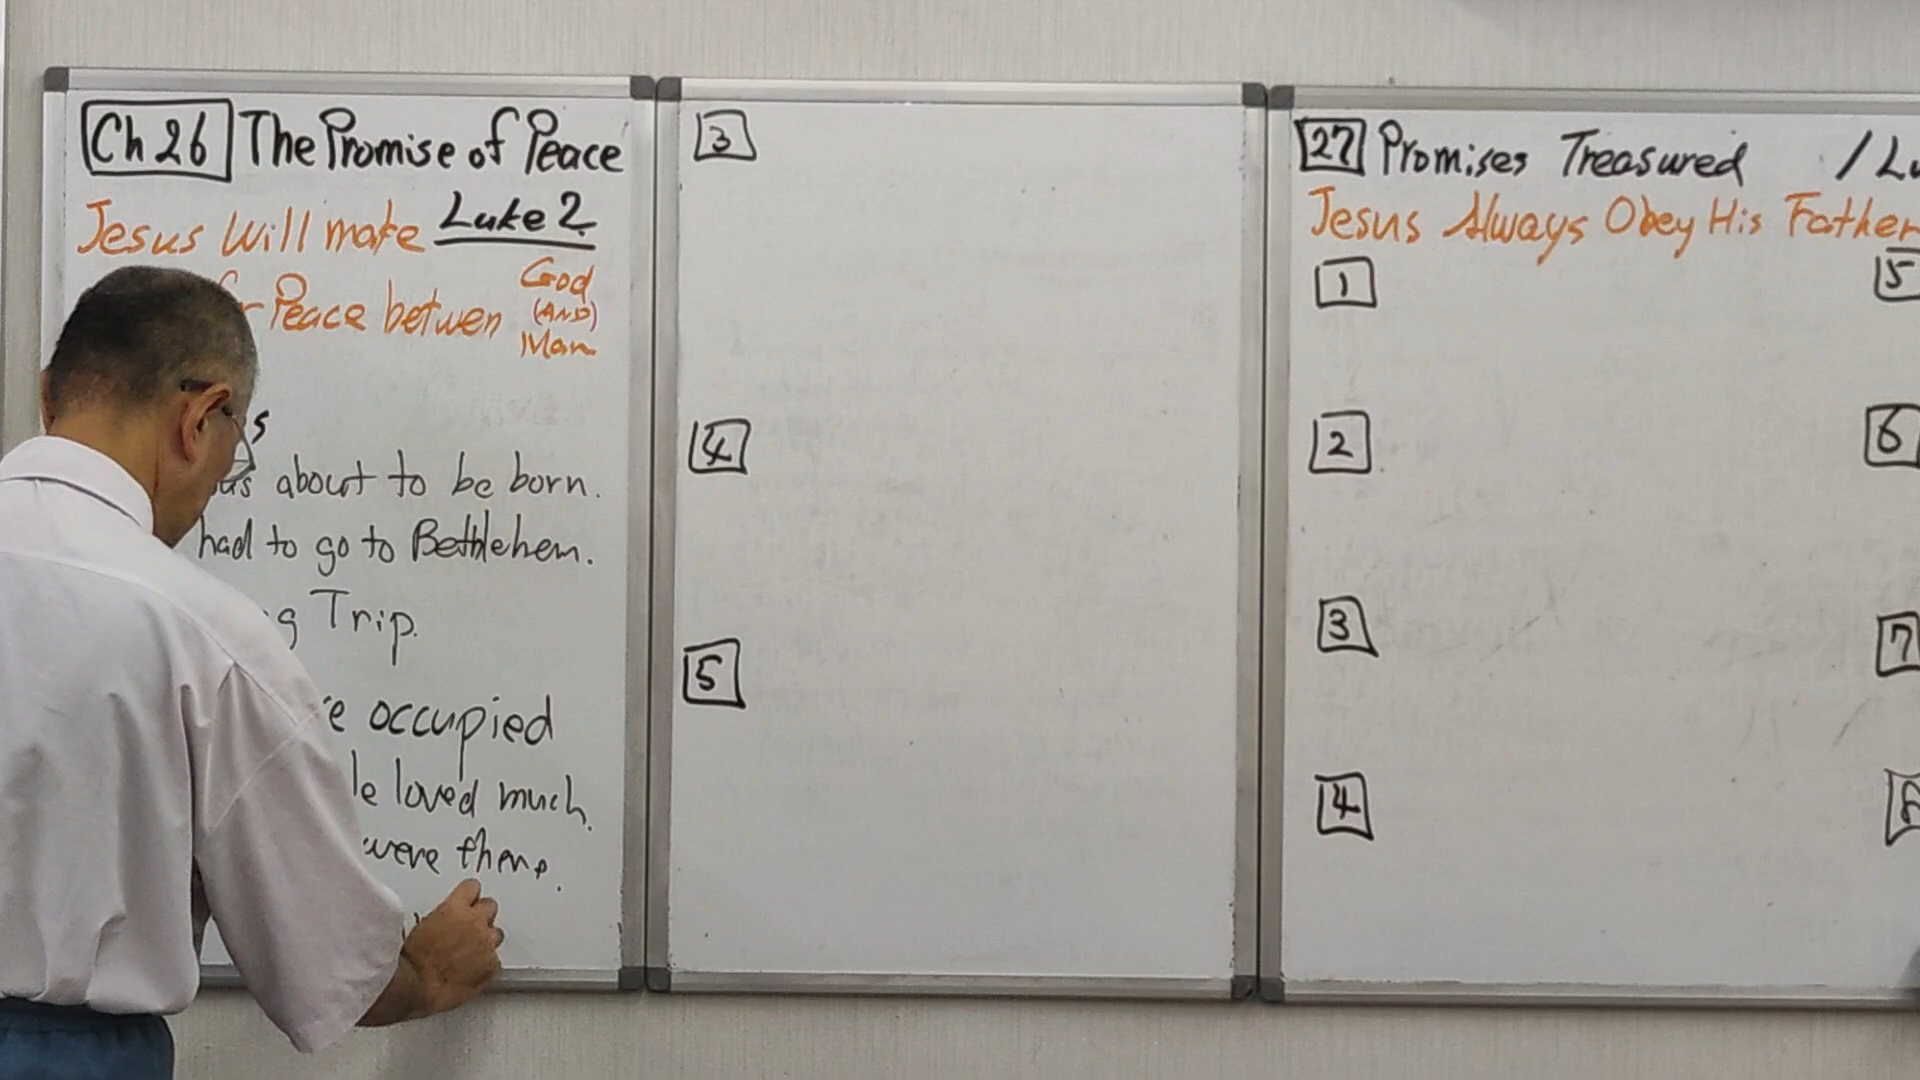 Ch 26 The Promise of Peace
Jesus Will make Luke 2
Peace betwen God
(AND)
Man
about to be born.
had to go to Bethlehem.
Trip.
occupied
loved much.
were there.
3
4
5
27 Promises Treasured /
Jesus Always Obey His Father
1
5
2
6
3
7
4